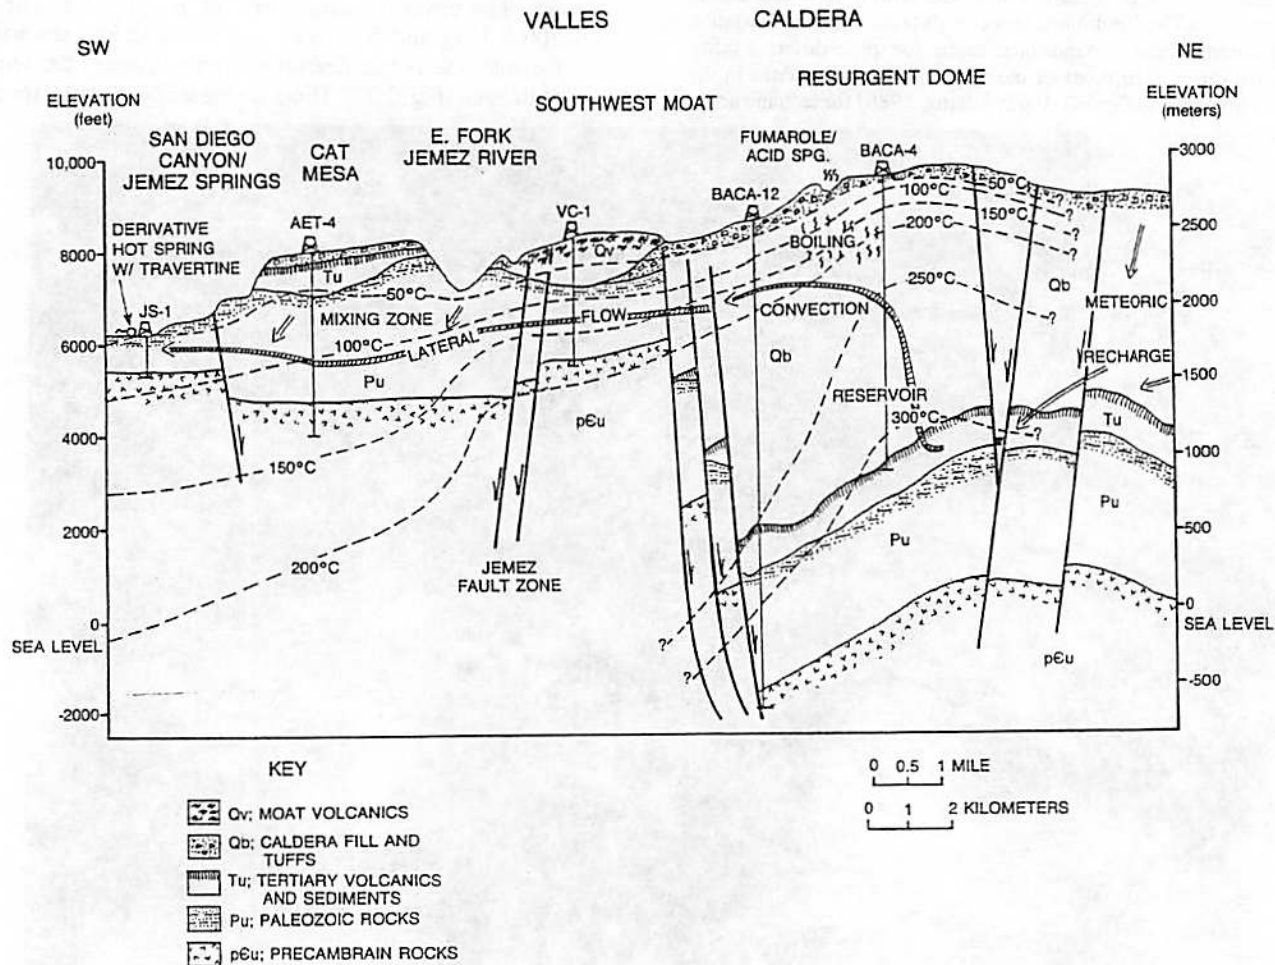 VALLES CALDERA
SW
NE
RESURGENT DOME
ELEVATION
(feet)
SOUTHWEST MOAT
ELEVATION
(meters)
SAN DIEGO
CANYON/
JEMEZ SPRINGS
CAT
MESA
E. FORK
JEMEZ RIVER
FUMAROLE/
ACID SPG.
BACA-4
10,000
3000
DERIVATIVE
HOT SPRING
W/ TRAVERTINE
AET-4
VC-1
BACA-12
100°C
50°C
?
150°C
?
200°C
?
2500
8000
Tu
Qv
BOILING
JS-1
50°C
250°C
Qb
METEORIC
2000
MIXING ZONE
FLOW
CONVECTION
?
6000
100°C
LATERAL
Qb
RECHARGE
Pu
RESERVOIR
1500
4000
pЄu
300°C
?
Tu
1000
150°C
Pu
Pu
2000
500
200°C
JEMEZ
FAULT ZONE
0
SEA LEVEL
?
?
0
SEA LEVEL
pЄu
-500
-2000
KEY
0 0.5 1 MILE
0 1 2 KILOMETERS
Qv; MOAT VOLCANICS
Qb; CALDERA FILL AND
TUFFS
Tu; TERTIARY VOLCANICS
AND SEDIMENTS
Pu; PALEOZOIC ROCKS
pЄu; PRECAMBRAIN ROCKS